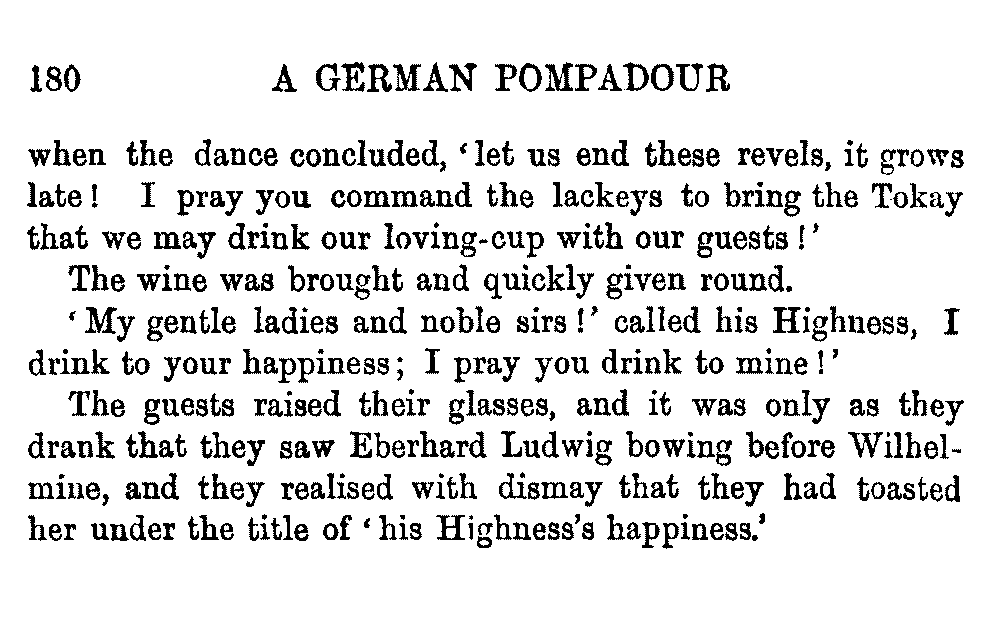 180 A GERMAN POMPADOUR
when the dance concluded, ‘let us end these revels, it grows
late! I pray you command the lackeys to bring the Tokay
that we may drink our loving-cup with our guests!’
The wine was brought and quickly given round.
‘My gentle ladies and noble sirs!’ called his Highness, I
drink to your happiness; I pray you drink to mine!’
The guests raised their glasses, and it was only as they
drank that they saw Eberhard Ludwig bowing before Wilhel-
mine, and they realised with dismay that they had toasted
her under the title of ‘his Highness’s happiness.’